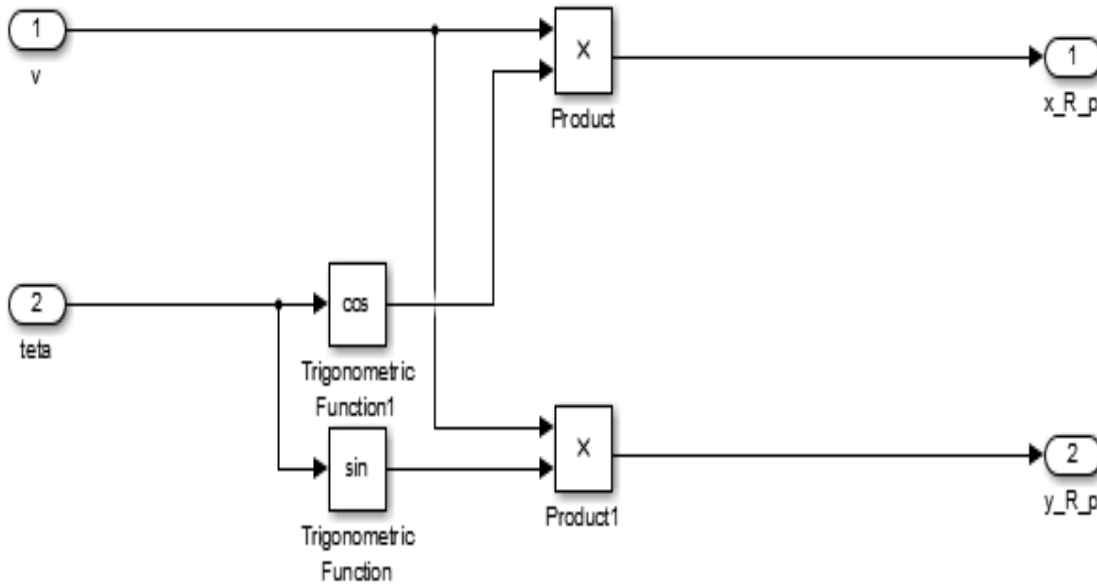 1
v
X
Product
1
x_R_p
2
teta
cos
Trigonometric
Function1
sin
Trigonometric
Function
X
Product1
2
y_R_p